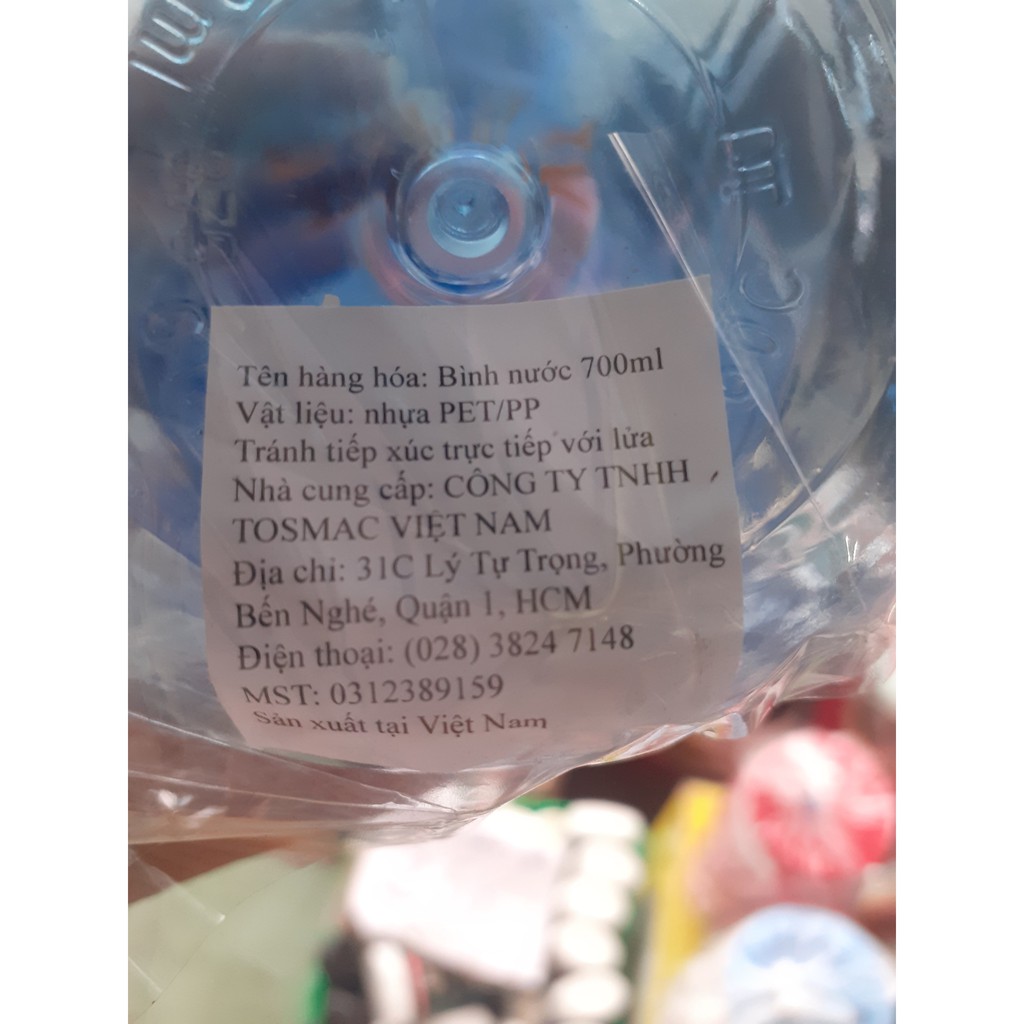 Tên hàng hóa: Bình nước 700ml
Vật liệu: nhựa PET/PP
Tránh tiếp xúc trực tiếp với lửa
Nhà cung cấp: CÔNG TY TNHH
TOSMAC VIỆT NAM
Địa chỉ: 31C Lý Tự Trọng, Phường
Bến Nghé, Quận 1, HCM
Điện thoại: (028) 3824 7148
MST: 0312389159
Sản xuất tại Việt Nam